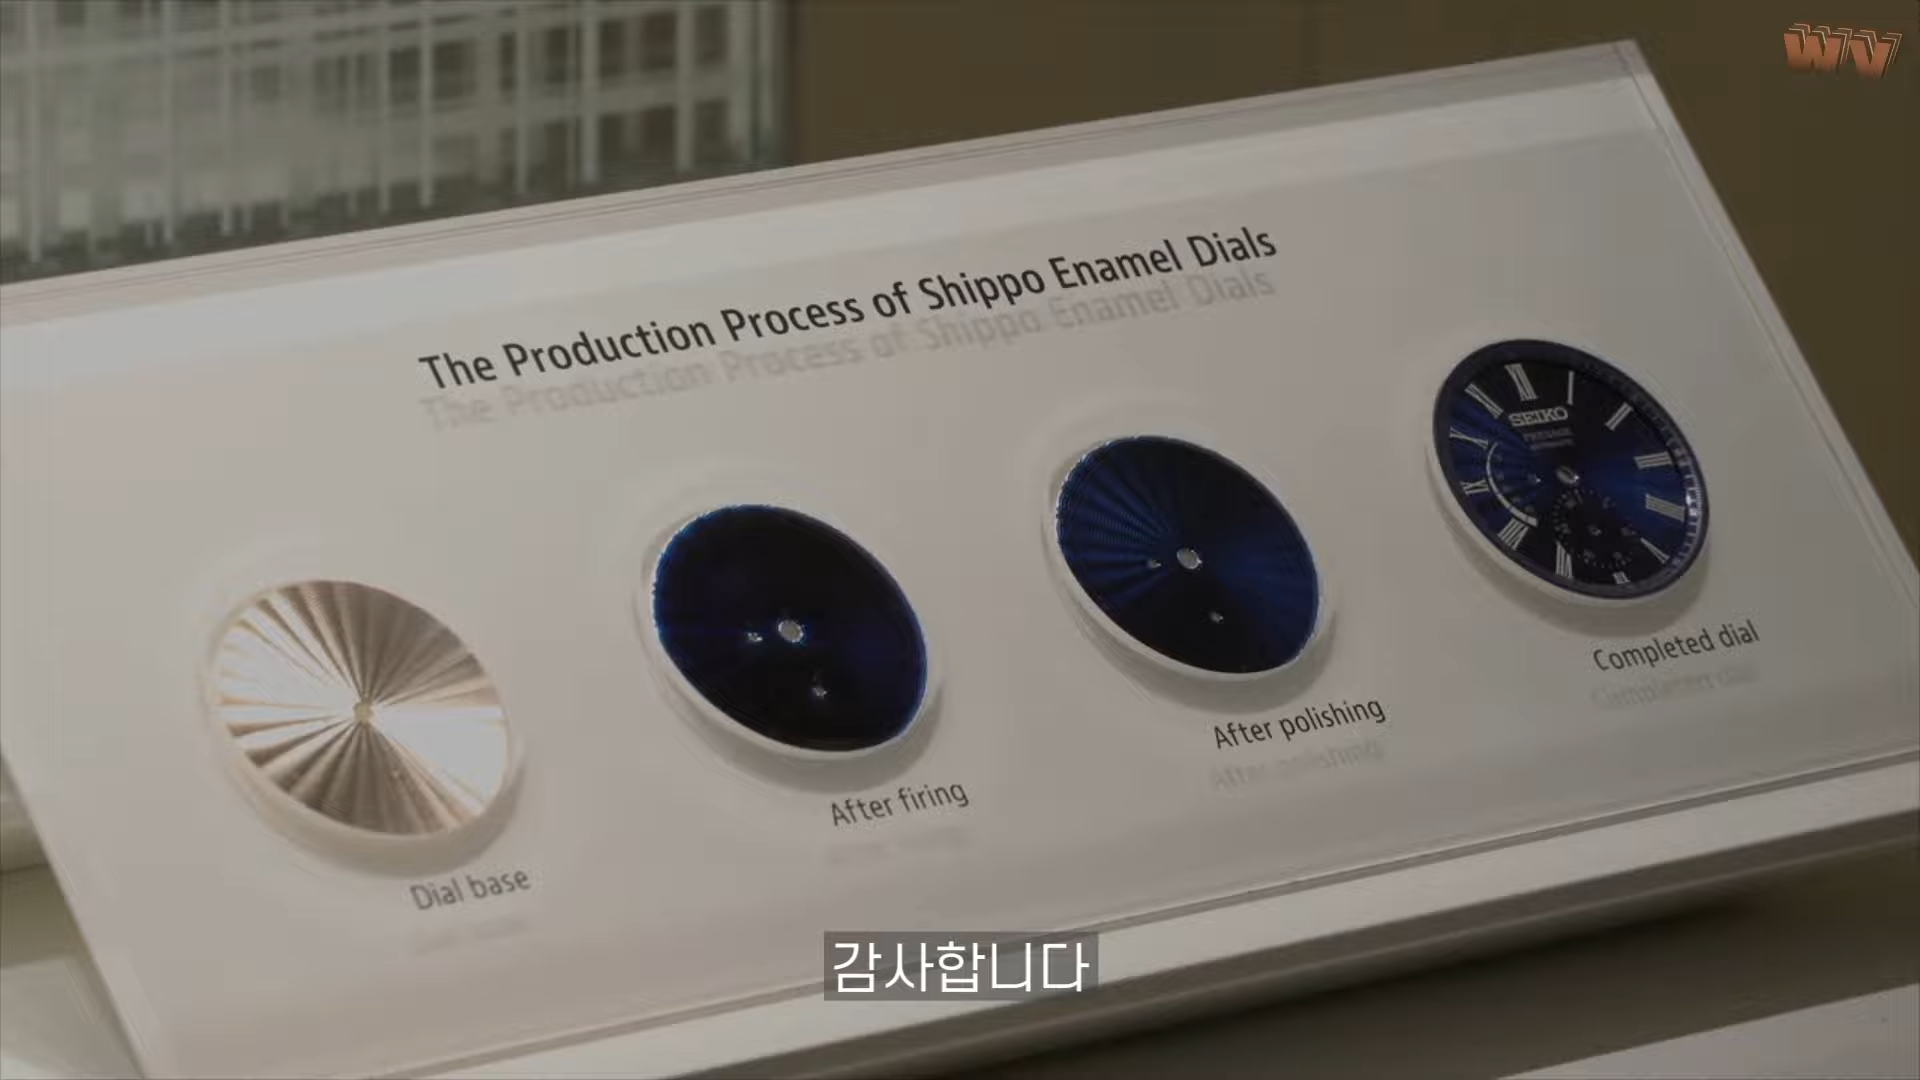 WV
The Production Process of Shippo Enamel Dials
SEIKO
Completed dial
After polishing
After firing
Dial base
감사합니다